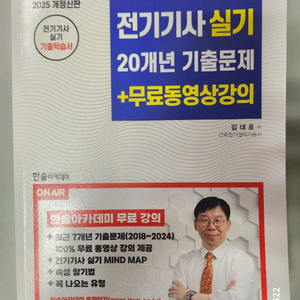 2025 개정신판
전기기사
실기
기출학습서
전기기사 실기
20개년 기출문제
+무료동영상강의
김 대 호 저
한솔아카데미
ON AIR
한솔아카데미 무료 강의
+ 최근 7개년 기출문제(2018~2024)
100% 무료 동영상 강의 제공
+ 전기기사 실기 MIND MAP
+ 속성 암기법
+ 꼭 나오는 유형